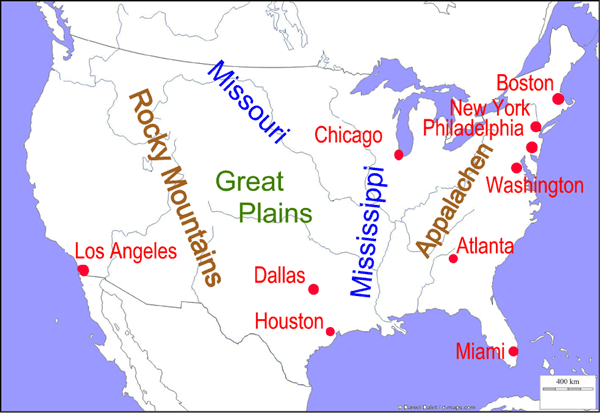 Missouri
Boston
Rocky Mountains
New York
Chicago
Philadelphia
Great
Plains
Mississippi
Appalachen
Washington
Los Angeles
Atlanta
Dallas
Houston
Miami
400 km